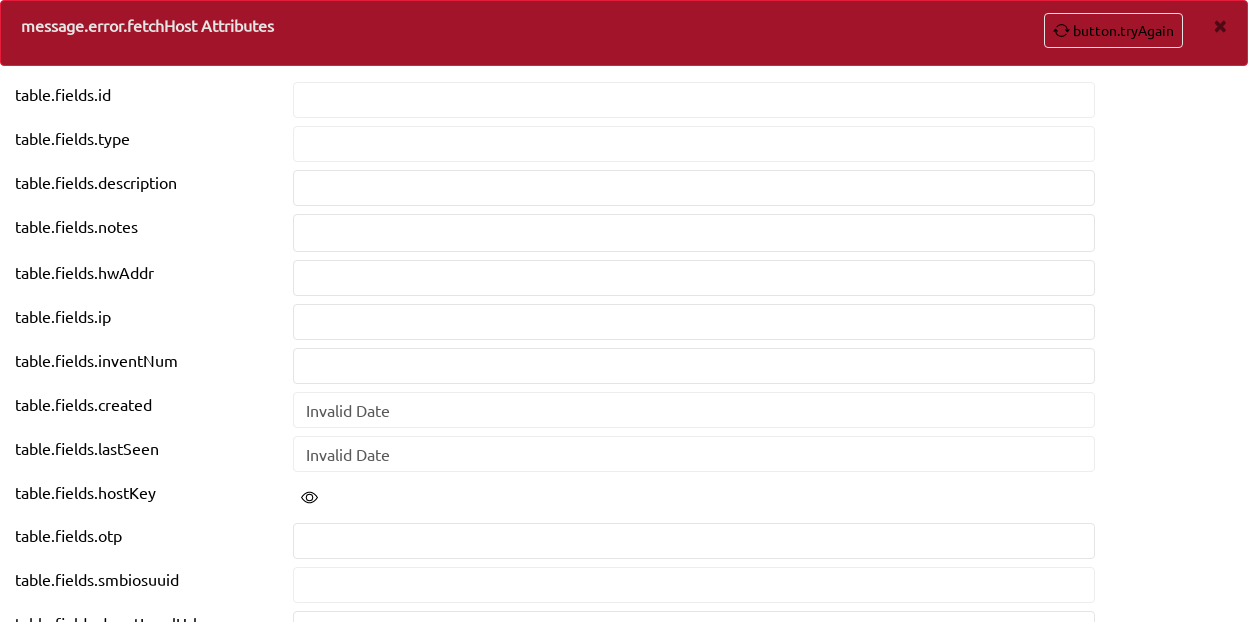 message.error.fetchHost Attributes
button.tryAgain
table.fields.id
table.fields.type
table.fields.description
table.fields.notes
table.fields.hwAddr
table.fields.ip
table.fields.inventNum
table.fields.created
Invalid Date
table.fields.lastSeen
Invalid Date
table.fields.hostKey
table.fields.otp
table.fields.smbiosuuid